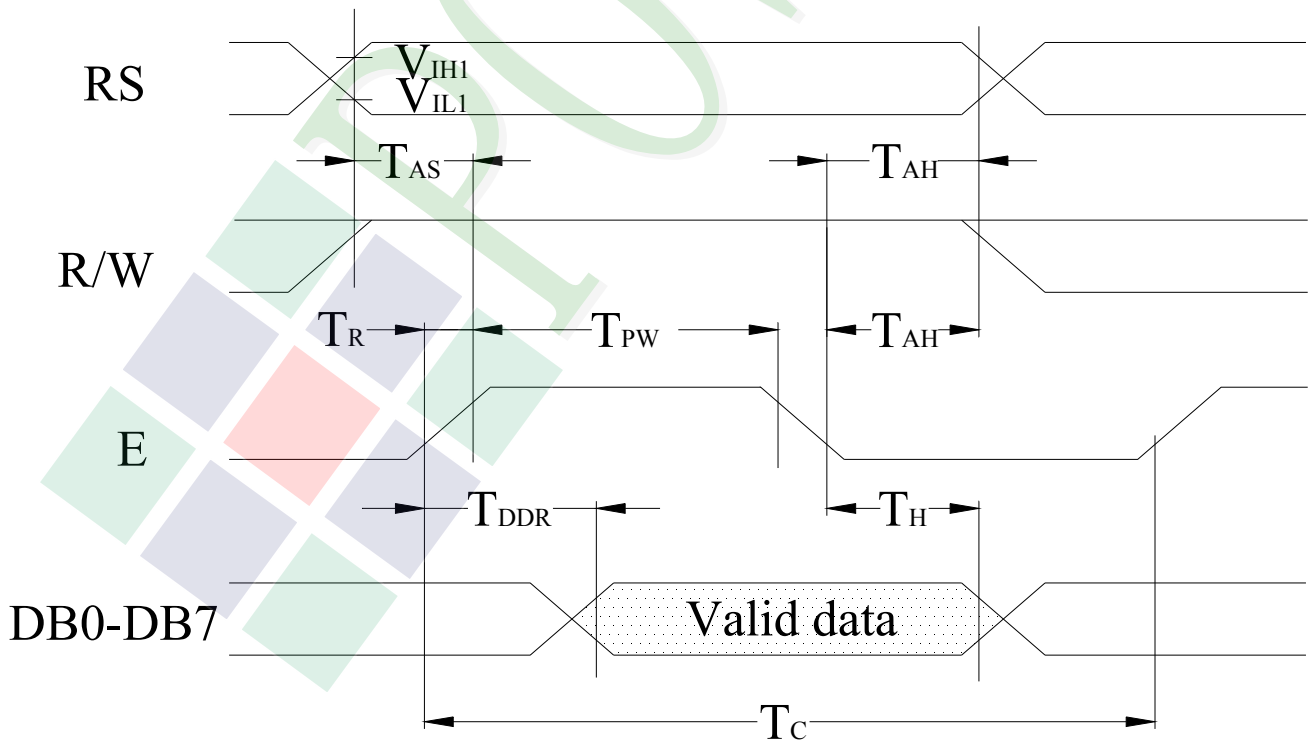 RS
VIH1
VIL1
TAS
TAH
R/W
TR
TPW
TAH
E
TDDR
TH
DB0-DB7
Valid data
TC